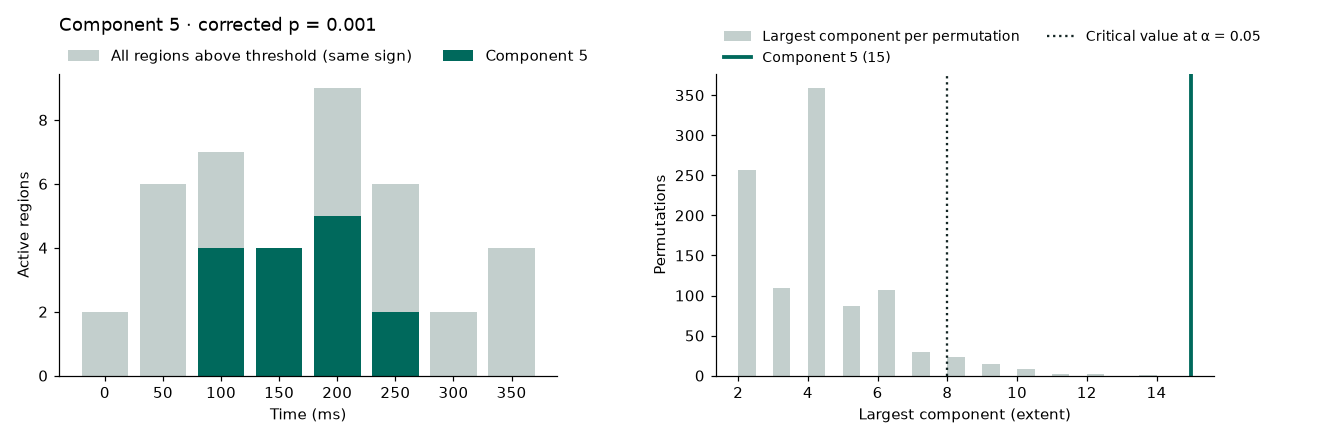 Component 5 · corrected p = 0.001
All regions above threshold (same sign)
Component 5
Active regions
8
6
4
2
0
0 50 100 150 200 250 300 350
Time (ms)
Largest component per permutation
Critical value at α = 0.05
Component 5 (15)
Permutations
350
300
250
200
150
100
50
0
2 4 6 8 10 12 14
Largest component (extent)